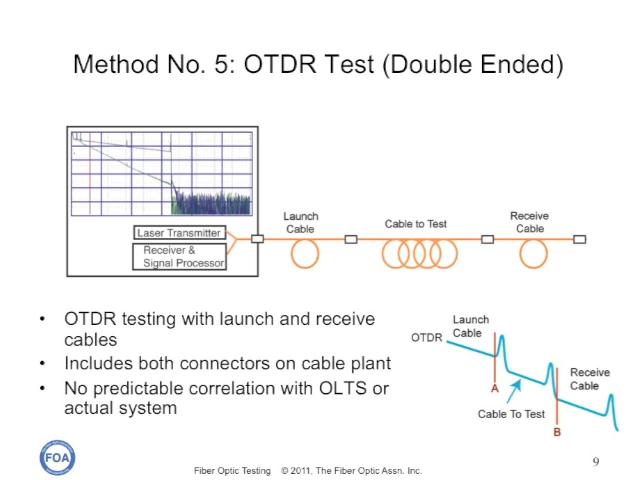 Method No. 5: OTDR Test (Double Ended)
Launch
Cable
Cable to Test
Receive
Cable
Laser Transmitter
Receiver &
Signal Processor
• OTDR testing with launch and receive
cables
• Includes both connectors on cable plant
• No predictable correlation with OLTS or
actual system
Launch
Cable
OTDR
Receive
Cable
A
Cable To Test
B
FOA
Fiber Optic Testing © 2011, The Fiber Optic Assn. Inc.
9